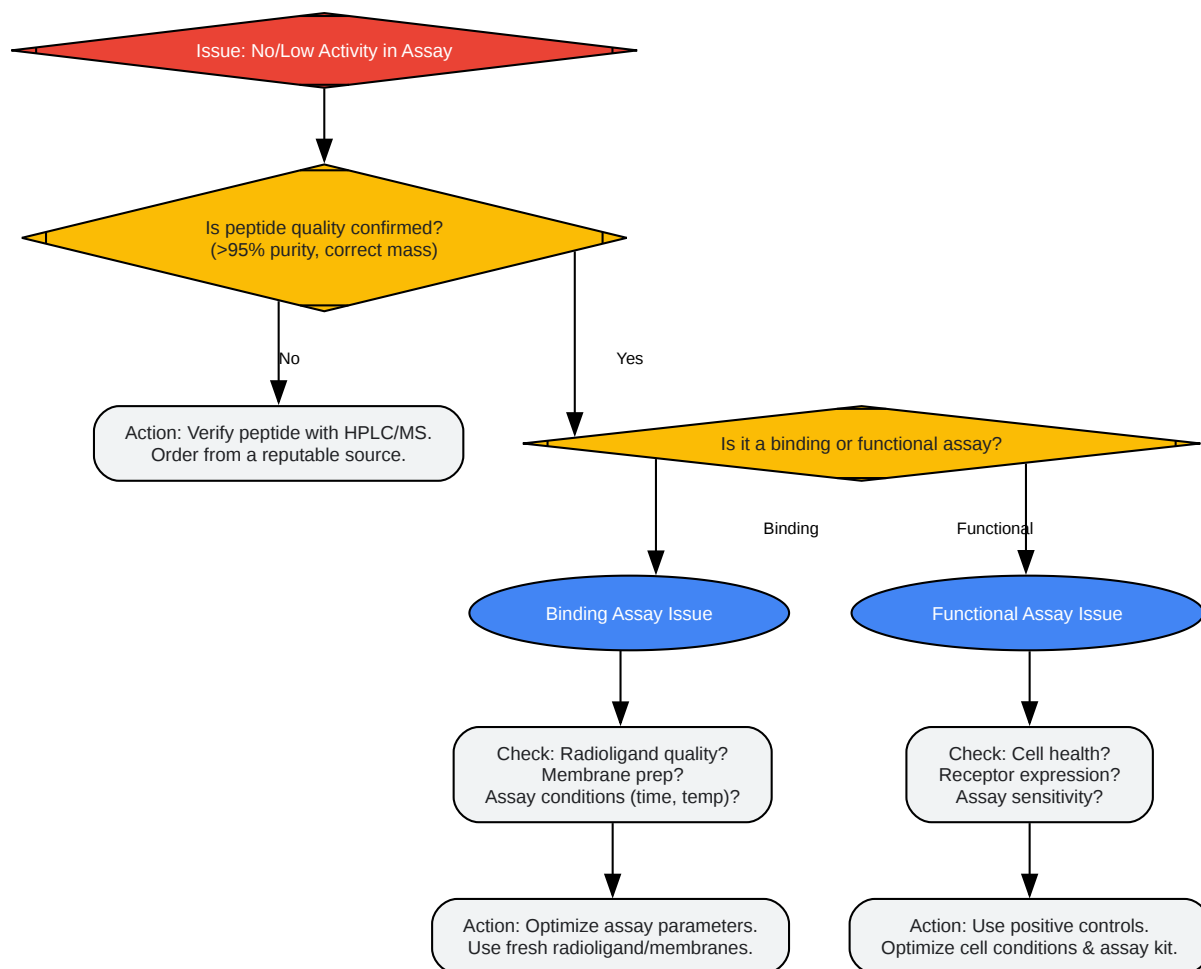 Issue: No/Low Activity in Assay
Is peptide quality confirmed?
(>95% purity, correct mass)
No
Yes
Action: Verify peptide with HPLC/MS.
Order from a reputable source.
Is it a binding or functional assay?
Binding
Functional
Binding Assay Issue
Functional Assay Issue
Check: Radioligand quality?
Membrane prep?
Assay conditions (time, temp)?
Check: Cell health?
Receptor expression?
Assay sensitivity?
Action: Optimize assay parameters.
Use fresh radioligand/membranes.
Action: Use positive controls.
Optimize cell conditions & assay kit.